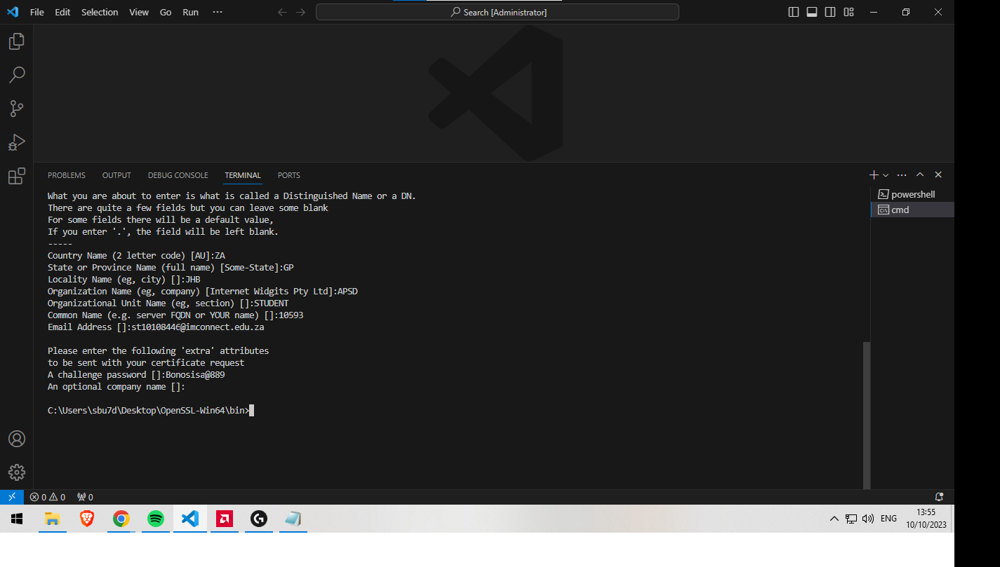 File Edit Selection View Go Run ···
Search [Administrator]
PROBLEMS OUTPUT DEBUG CONSOLE TERMINAL PORTS
powershell
cmd
What you are about to enter is what is called a Distinguished Name or a DN.
There are quite a few fields but you can leave some blank
For some fields there will be a default value,
If you enter '.', the field will be left blank.
-----
Country Name (2 letter code) [AU]:ZA
State or Province Name (full name) [Some-State]:GP
Locality Name (eg, city) []:JHB
Organization Name (eg, company) [Internet Widgits Pty Ltd]:APSD
Organizational Unit Name (eg, section) []:STUDENT
Common Name (e.g. server FQDN or YOUR name) []:10593
Email Address []:st10108446@imconnect.edu.za
Please enter the following 'extra' attributes
to be sent with your certificate request
A challenge password []:Bonosisa@889
An optional company name []:
C:\Users\sbu7d\Desktop\OpenSSL-Win64\bin>
0 0 0
ENG
13:55
10/10/2023